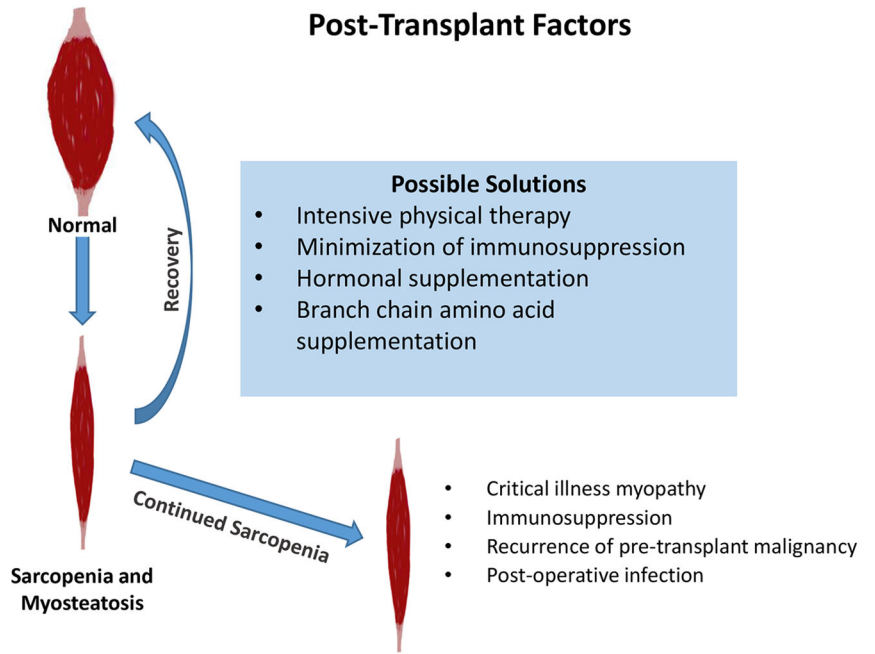 Post-Transplant Factors
Normal
Recovery
Possible Solutions
• Intensive physical therapy
• Minimization of immunosuppression
• Hormonal supplementation
• Branch chain amino acid
supplementation
Continued Sarcopenia
Sarcopenia and
Myosteatosis
• Critical illness myopathy
• Immunosuppression
• Recurrence of pre-transplant malignancy
• Post-operative infection